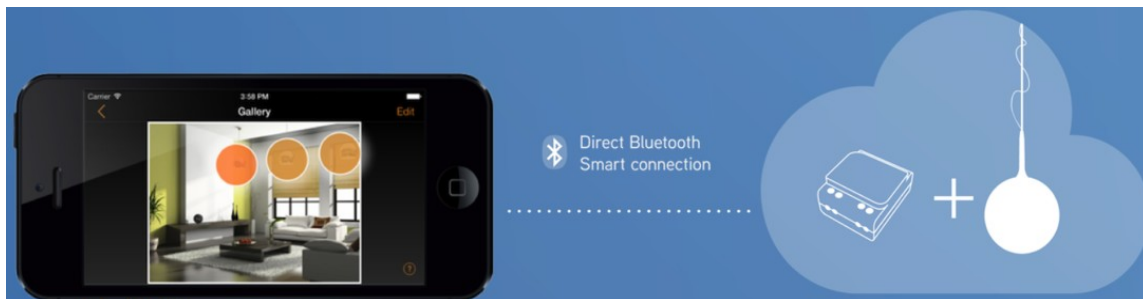 Carrier 3:58 PM
Gallery Edit
Direct Bluetooth
Smart connection
?